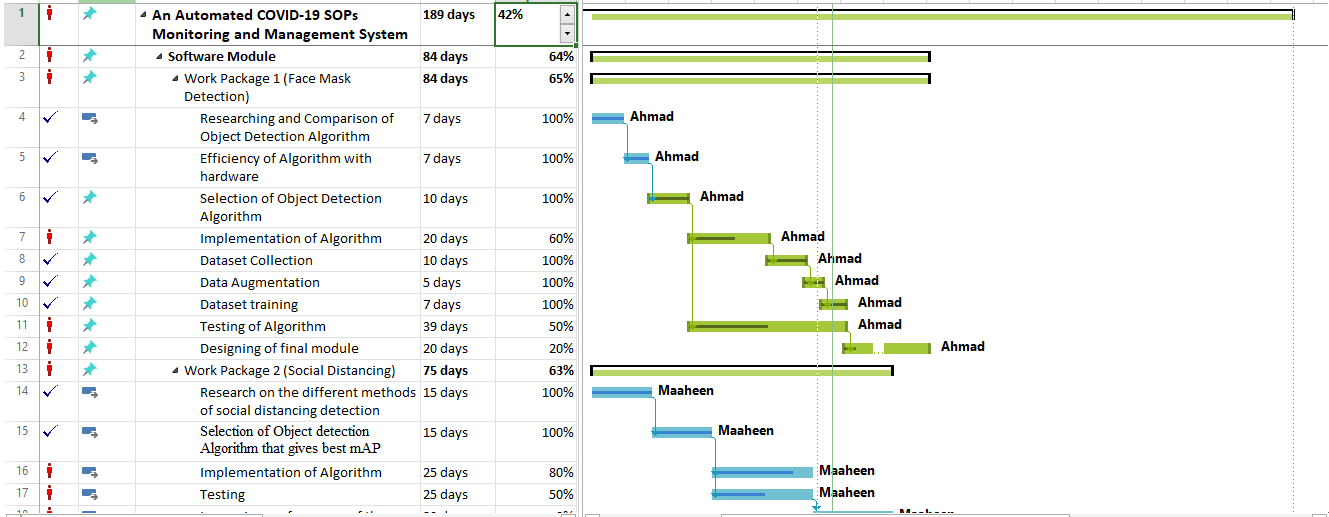 1 An Automated COVID-19 SOPs 189 days 42%
Monitoring and Management System
2 Software Module 84 days 64%
3 Work Package 1 (Face Mask 84 days 65%
Detection)
4 Researching and Comparison of 7 days 100% Ahmad
Object Detection Algorithm
5 Efficiency of Algorithm with 7 days 100% Ahmad
hardware
6 Selection of Object Detection 10 days 100% Ahmad
Algorithm
7 Implementation of Algorithm 20 days 60% Ahmad
8 Dataset Collection 10 days 100% Ahmad
9 Data Augmentation 5 days 100% Ahmad
10 Dataset training 7 days 100% Ahmad
11 Testing of Algorithm 39 days 50% Ahmad
12 Designing of final module 20 days 20% Ahmad
13 Work Package 2 (Social Distancing) 75 days 63%
14 Research on the different methods 15 days 100% Maaheen
of social distancing detection
15 Selection of Object detection 15 days 100% Maaheen
Algorithm that gives best mAP
16 Implementation of Algorithm 25 days 80% Maaheen
17 Testing 25 days 50% Maaheen